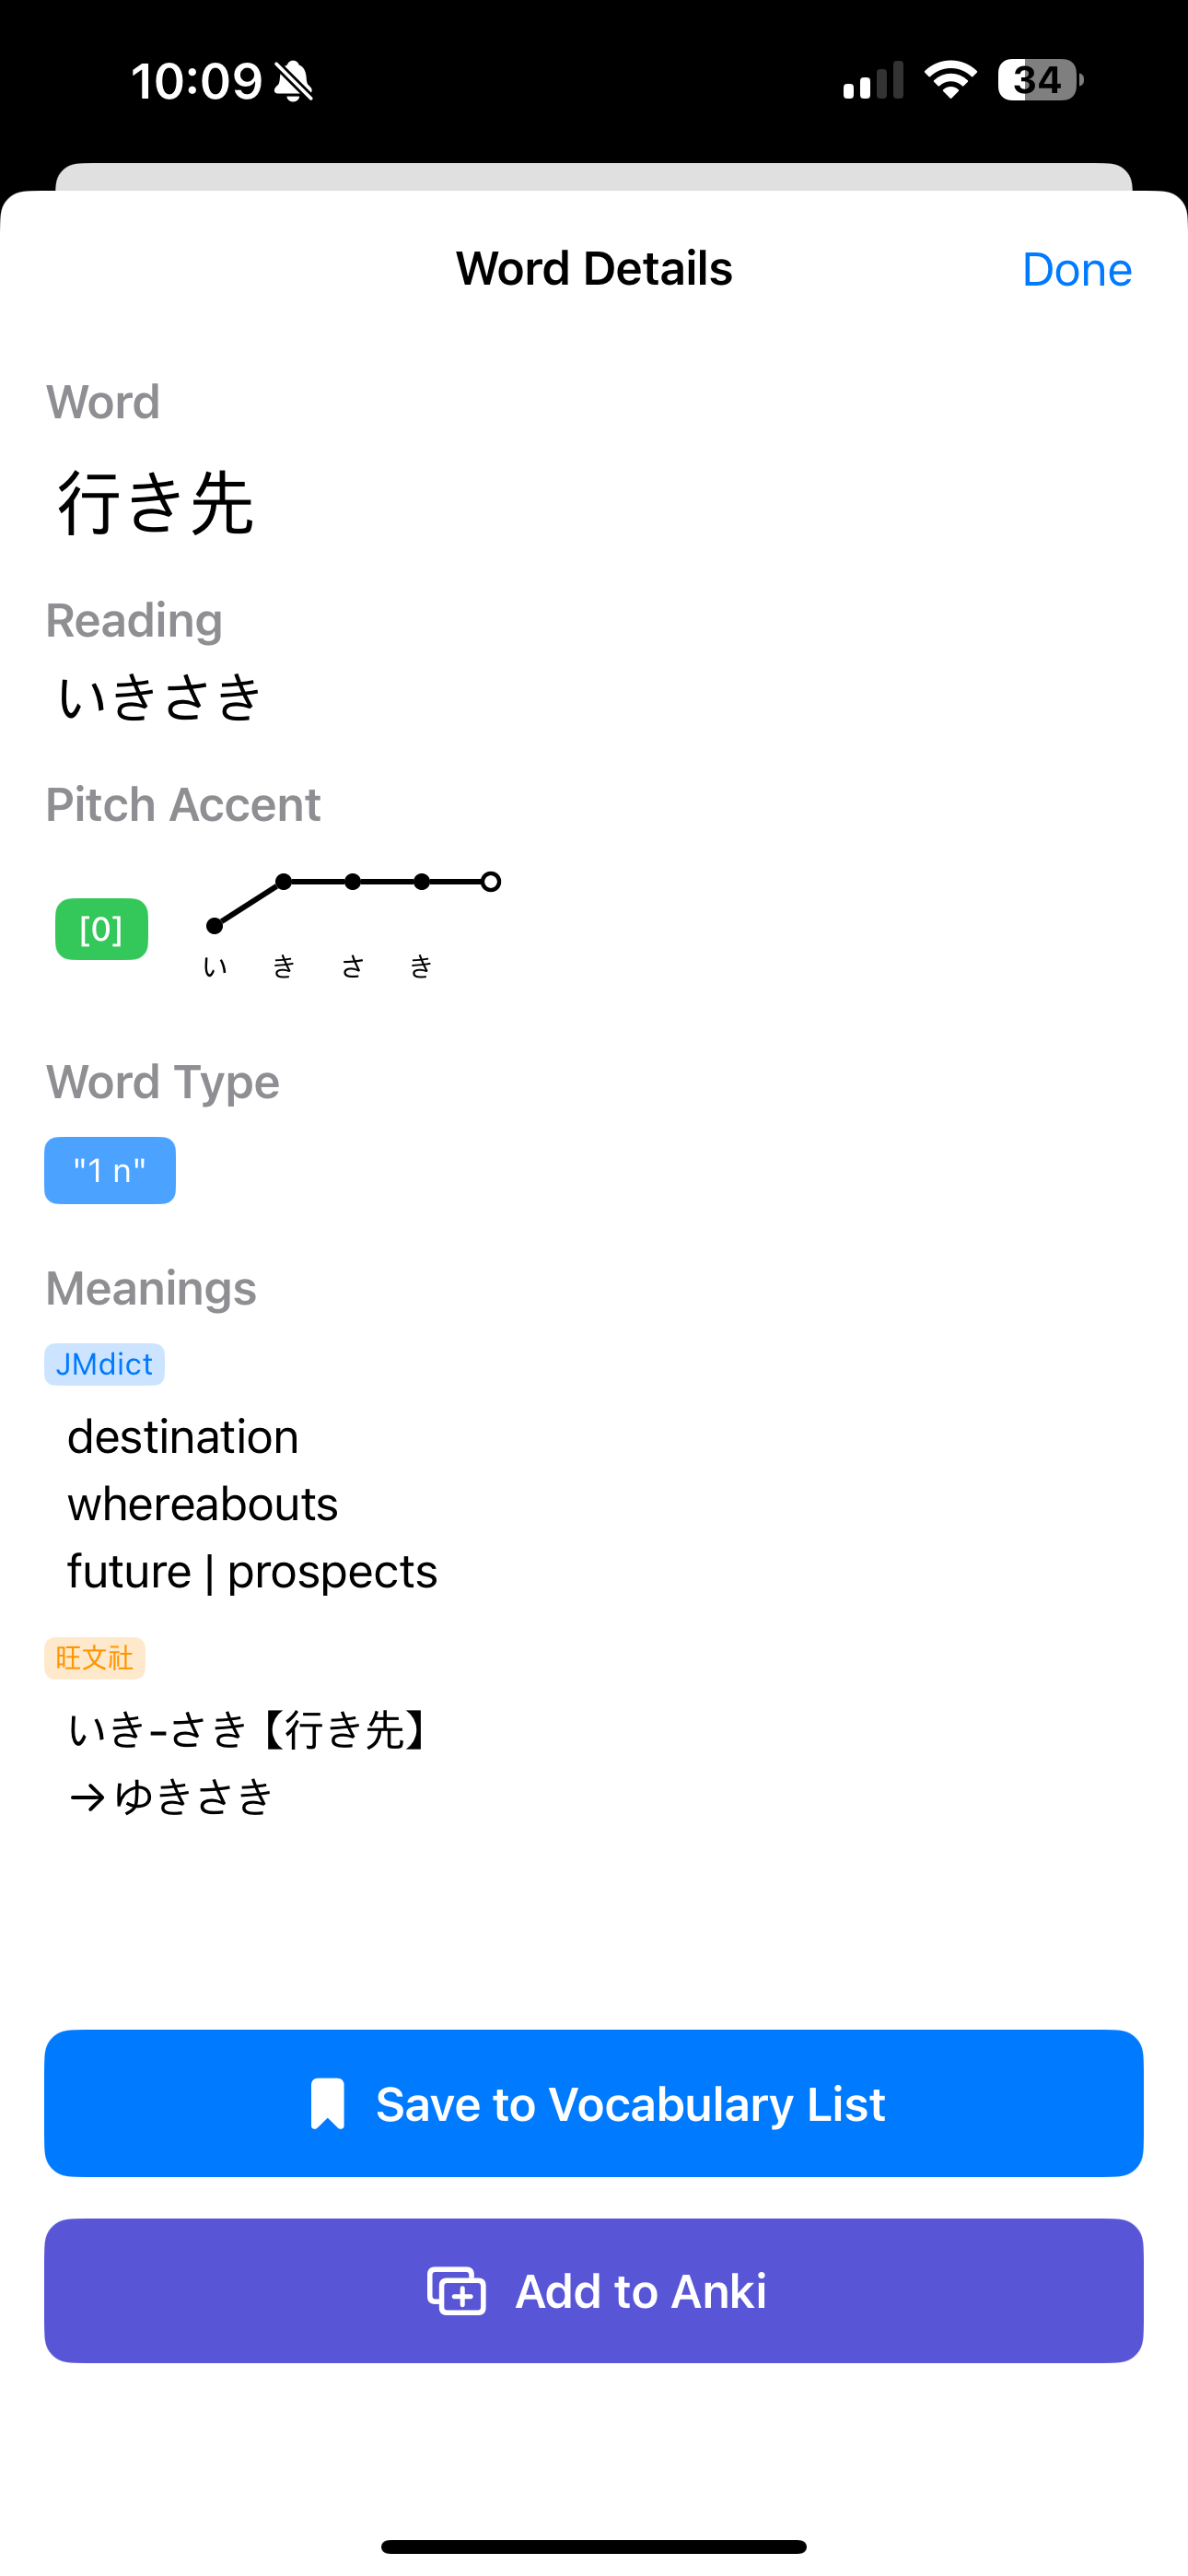 10:09
34
Word Details
Done
Word
行き先
Reading
いきさき
Pitch Accent
[0]
い き さ き
Word Type
"1 n"
Meanings
JMdict
destination
whereabouts
future | prospects
旺文社
いき-さき【行き先】
→ゆきさき
Save to Vocabulary List
Add to Anki